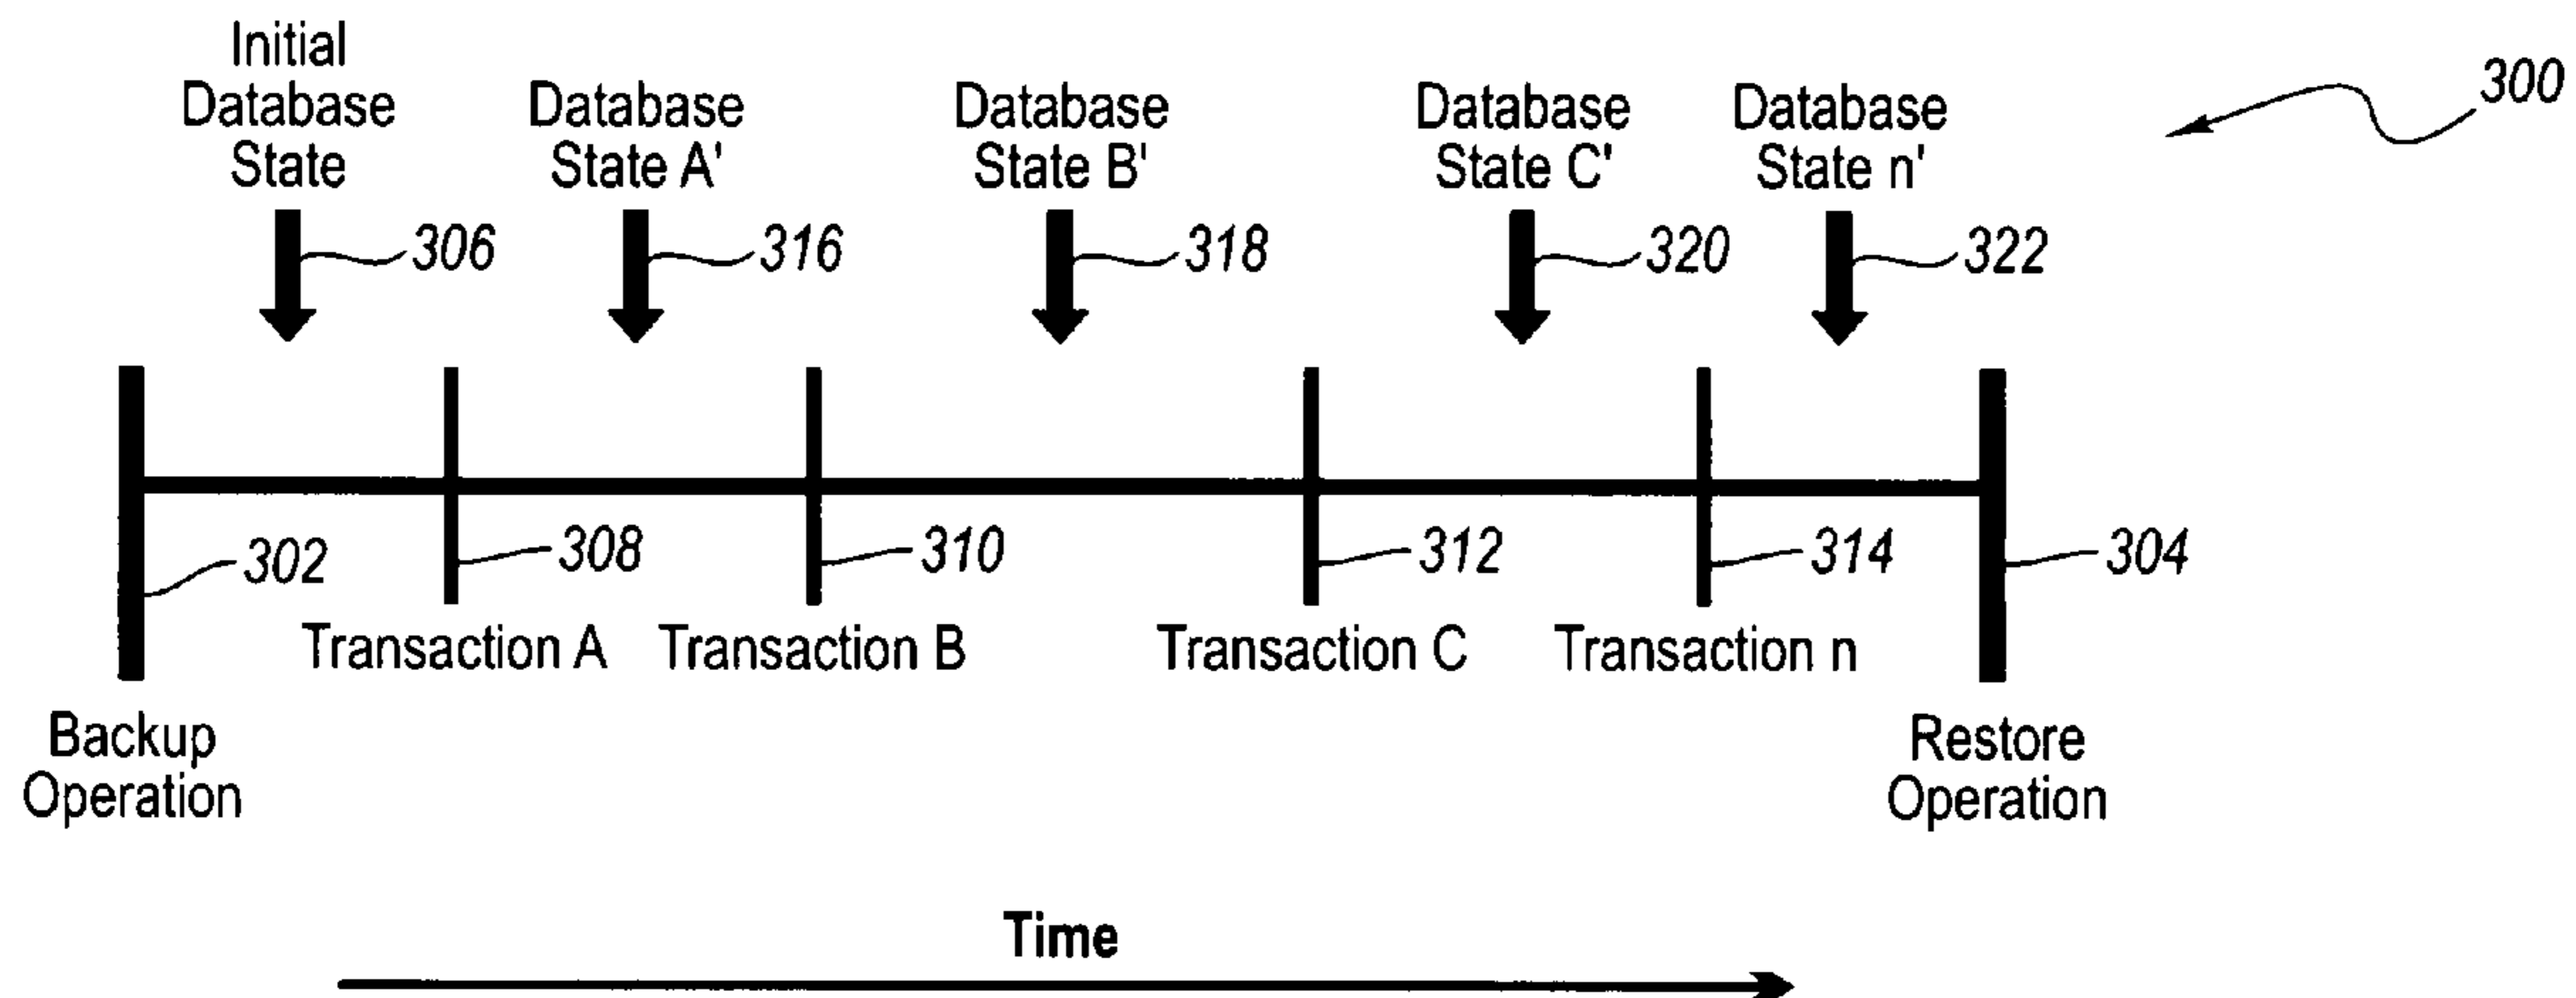 Initial
Database
State
Database
State A'
Database
State B'
Database
State C'
Database
State n'
300
306
316
318
320
322
302
308
310
312
314
304
Transaction A
Transaction B
Transaction C
Transaction n
Backup
Operation
Restore
Operation
Time